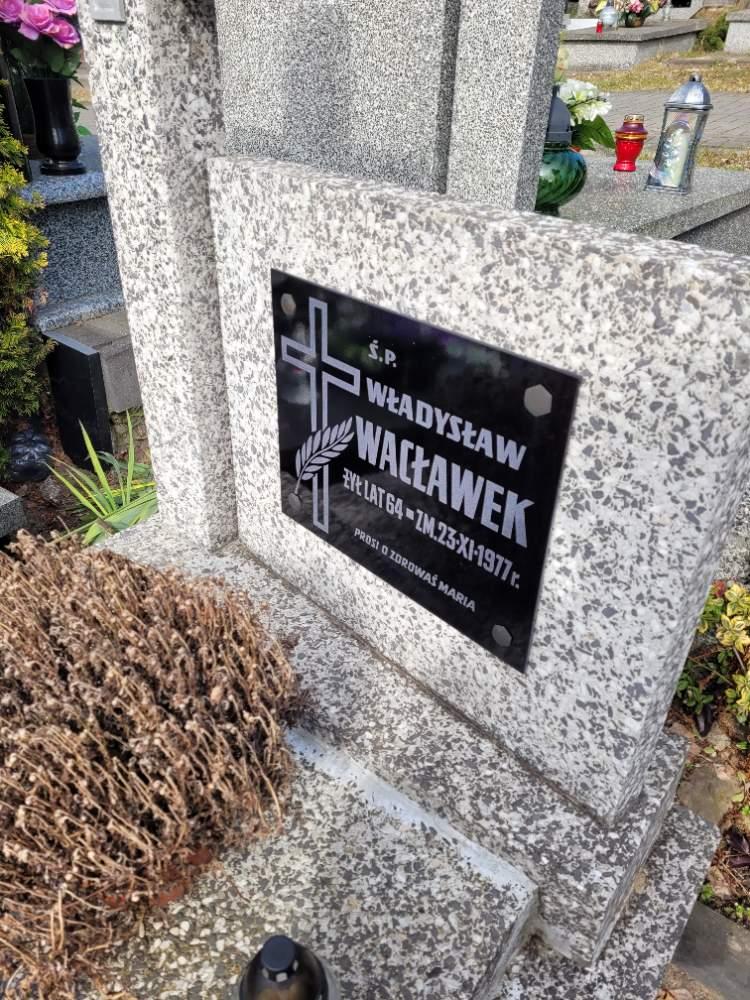 Ś.P.
WŁADYSŁAW
WACŁAWEK
ŻYŁ LAT 64 = ZM.23·XI·1977 r.
PROSI O ZDROWAŚ MARIA